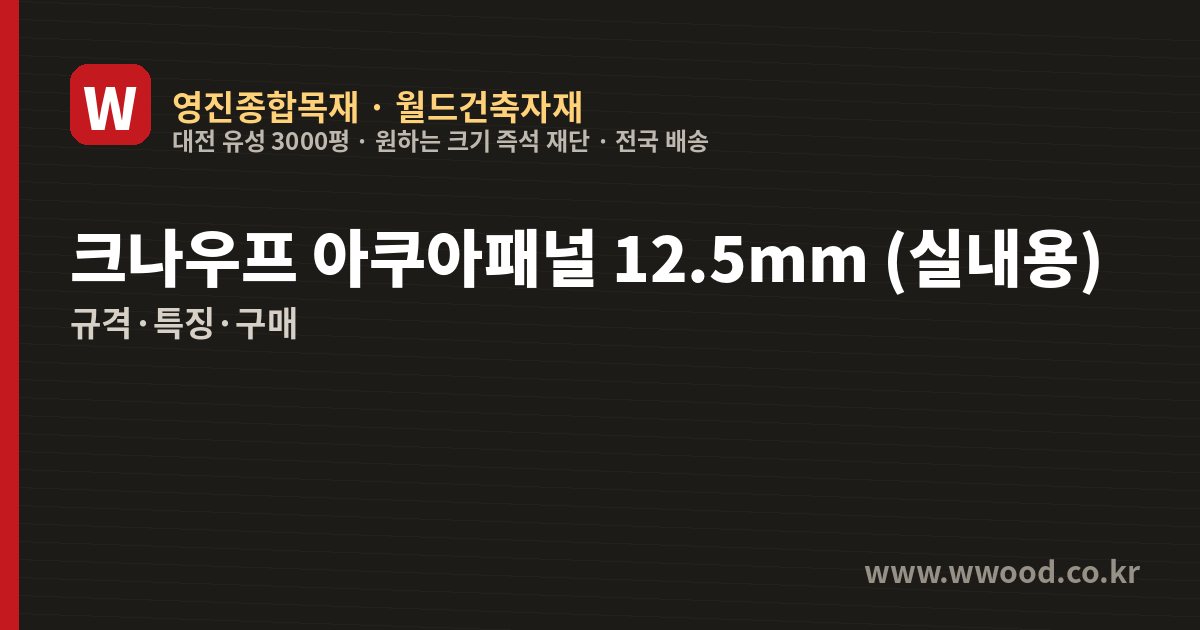 W
영진종합목재 · 월드건축자재
대전 유성 3000평 · 원하는 크기 즉석 재단 · 전국 배송
크나우프 아쿠아패널 12.5mm (실내용)
규격·특징·구매
www.wwood.co.kr